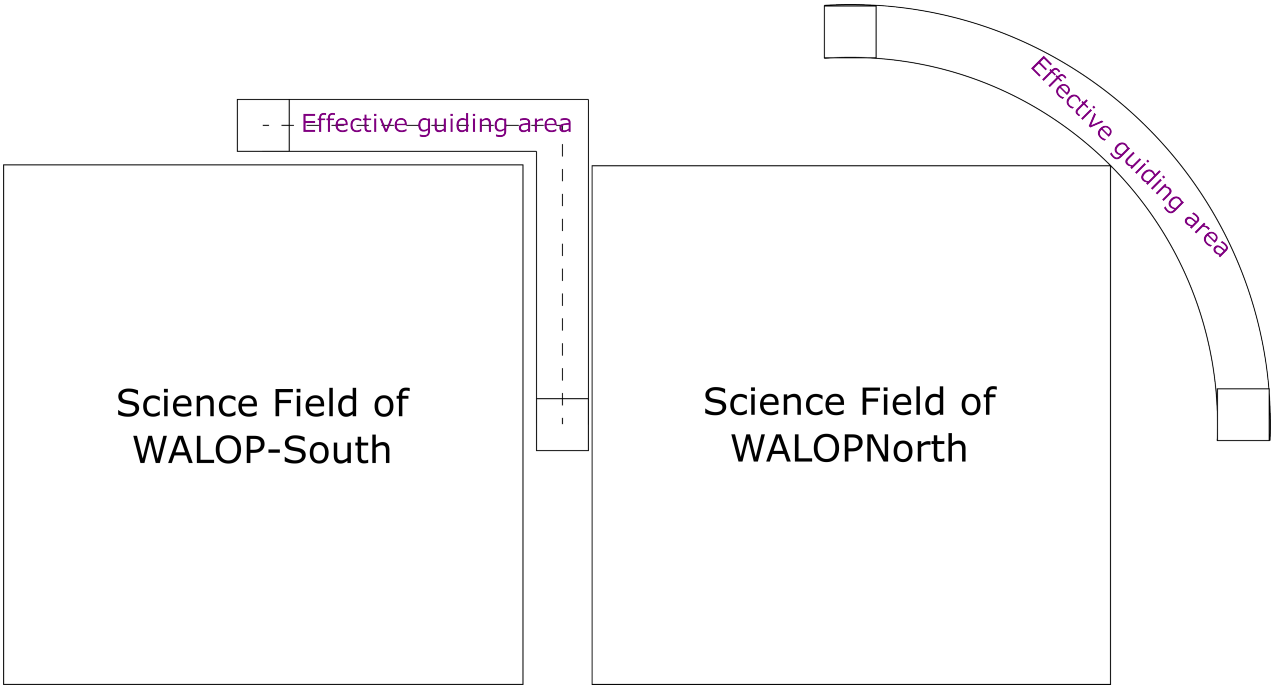 Effective guiding area
Effective guiding area
Science Field of
WALOP-South
Science Field of
WALOPNorth